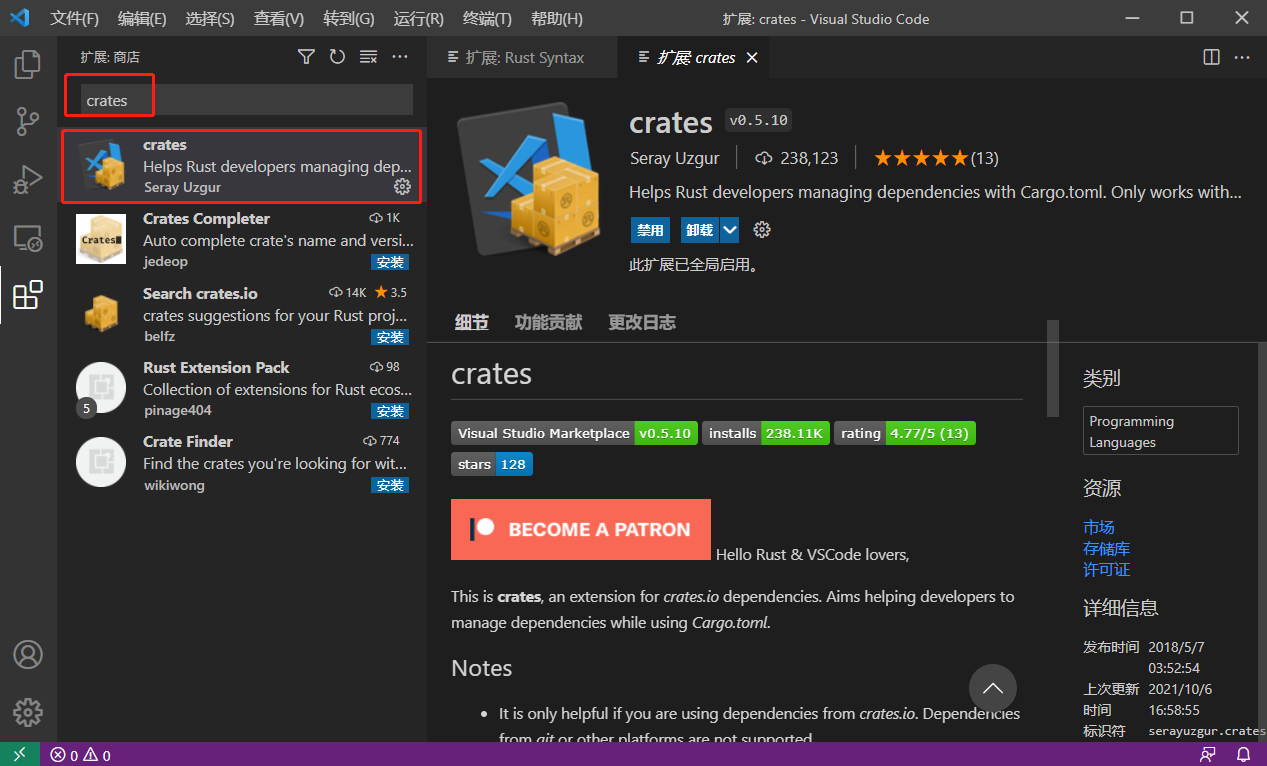 文件(F) 编辑(E) 选择(S) 查看(V) 转到(G) 运行(R) 终端(T) 帮助(H) 扩展: crates - Visual Studio Code
扩展: 商店
扩展: Rust Syntax
扩展 crates
crates
crates
Helps Rust developers managing dep...
Seray Uzgur
Crates Completer 1K
Auto complete crate's name and versi...
jedeop 安装
Crates
Search crates.io 14K 3.5
crates suggestions for your Rust proj...
belfz 安装
Rust Extension Pack 98
Collection of extensions for Rust ecos...
pinage404 安装
5
Crate Finder 774
Find the crates you're looking for wit...
wikiwong 安装
crates v0.5.10
Seray Uzgur 238,123 (13)
Helps Rust developers managing dependencies with Cargo.toml. Only works with...
禁用 卸载
此扩展已全局启用。
细节 功能贡献 更改日志
crates
Visual Studio Marketplace v0.5.10 installs 238.11K rating 4.77/5 (13)
stars 128
BECOME A PATRON Hello Rust & VSCode lovers,
This is crates, an extension for crates.io dependencies. Aims helping developers to
manage dependencies while using Cargo.toml.
Notes
• It is only helpful if you are using dependencies from crates.io. Dependencies
from git or other platforms are not supported.
类别
Programming
Languages
资源
市场
存储库
许可证
详细信息
发布时间 2018/5/7
03:52:54
上次更新 2021/10/6
时间 16:58:55
标识符 serayuzgur.crates
0 0